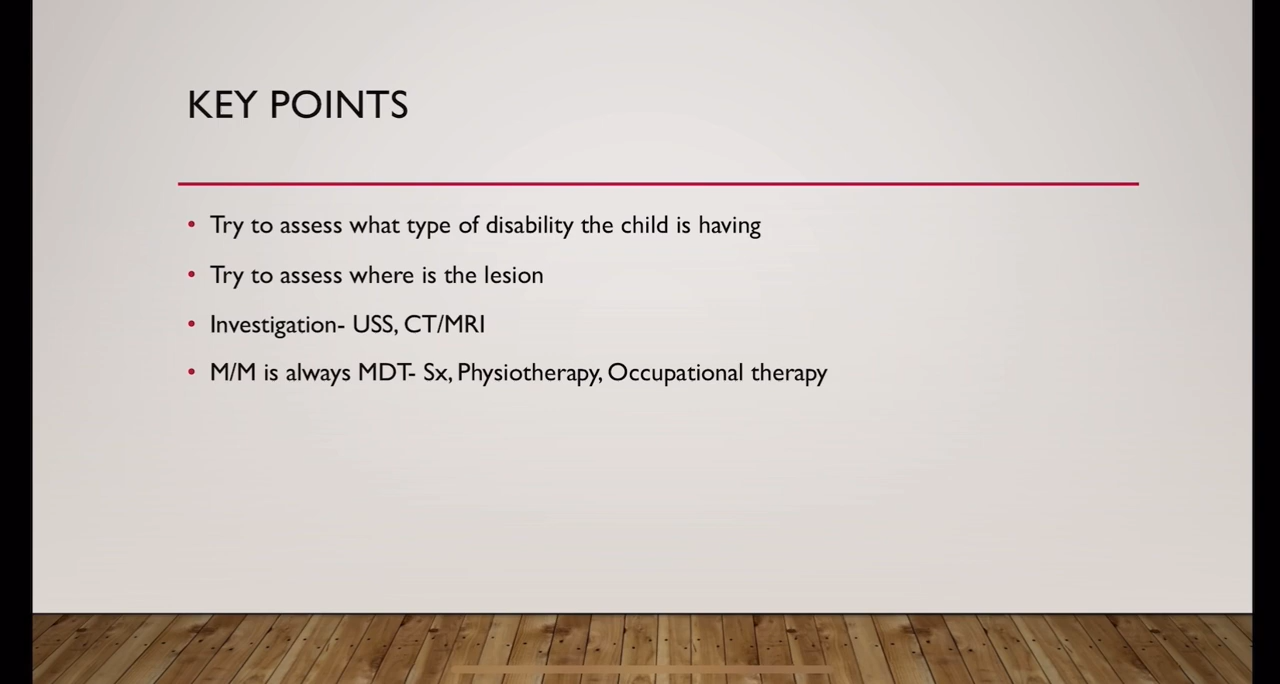 KEY POINTS
• Try to assess what type of disability the child is having
• Try to assess where is the lesion
• Investigation- USS, CT/MRI
• M/M is always MDT- Sx, Physiotherapy, Occupational therapy